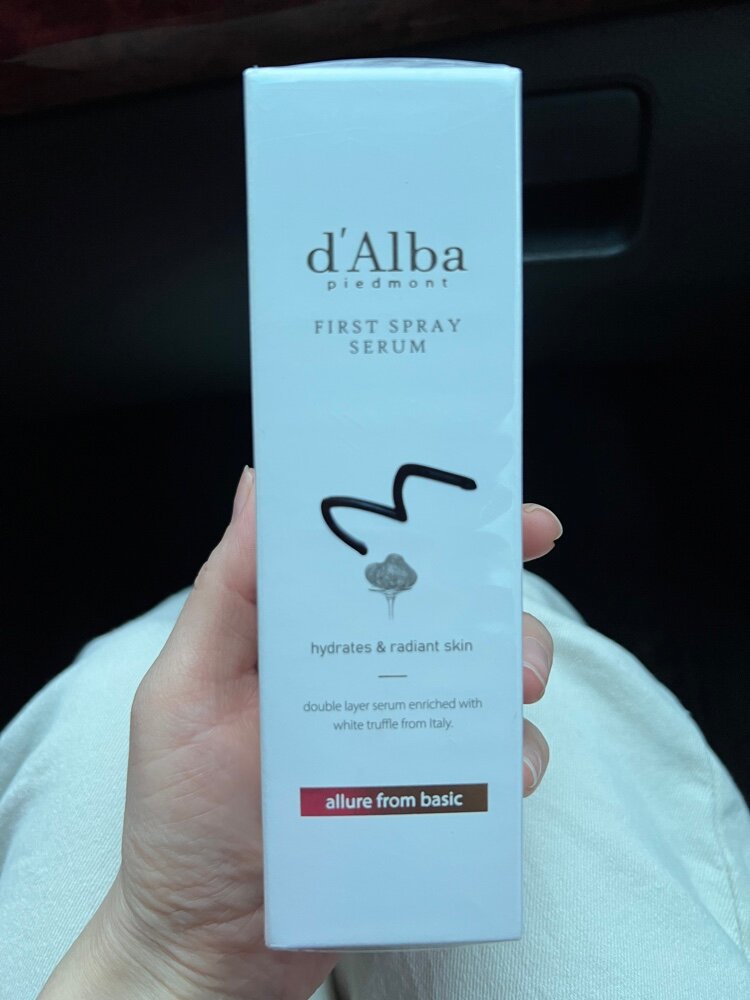 d'Alba
piedmont
FIRST SPRAY
SERUM
hydrates & radiant skin
double layer serum enriched with
white truffle from Italy.
allure from basic